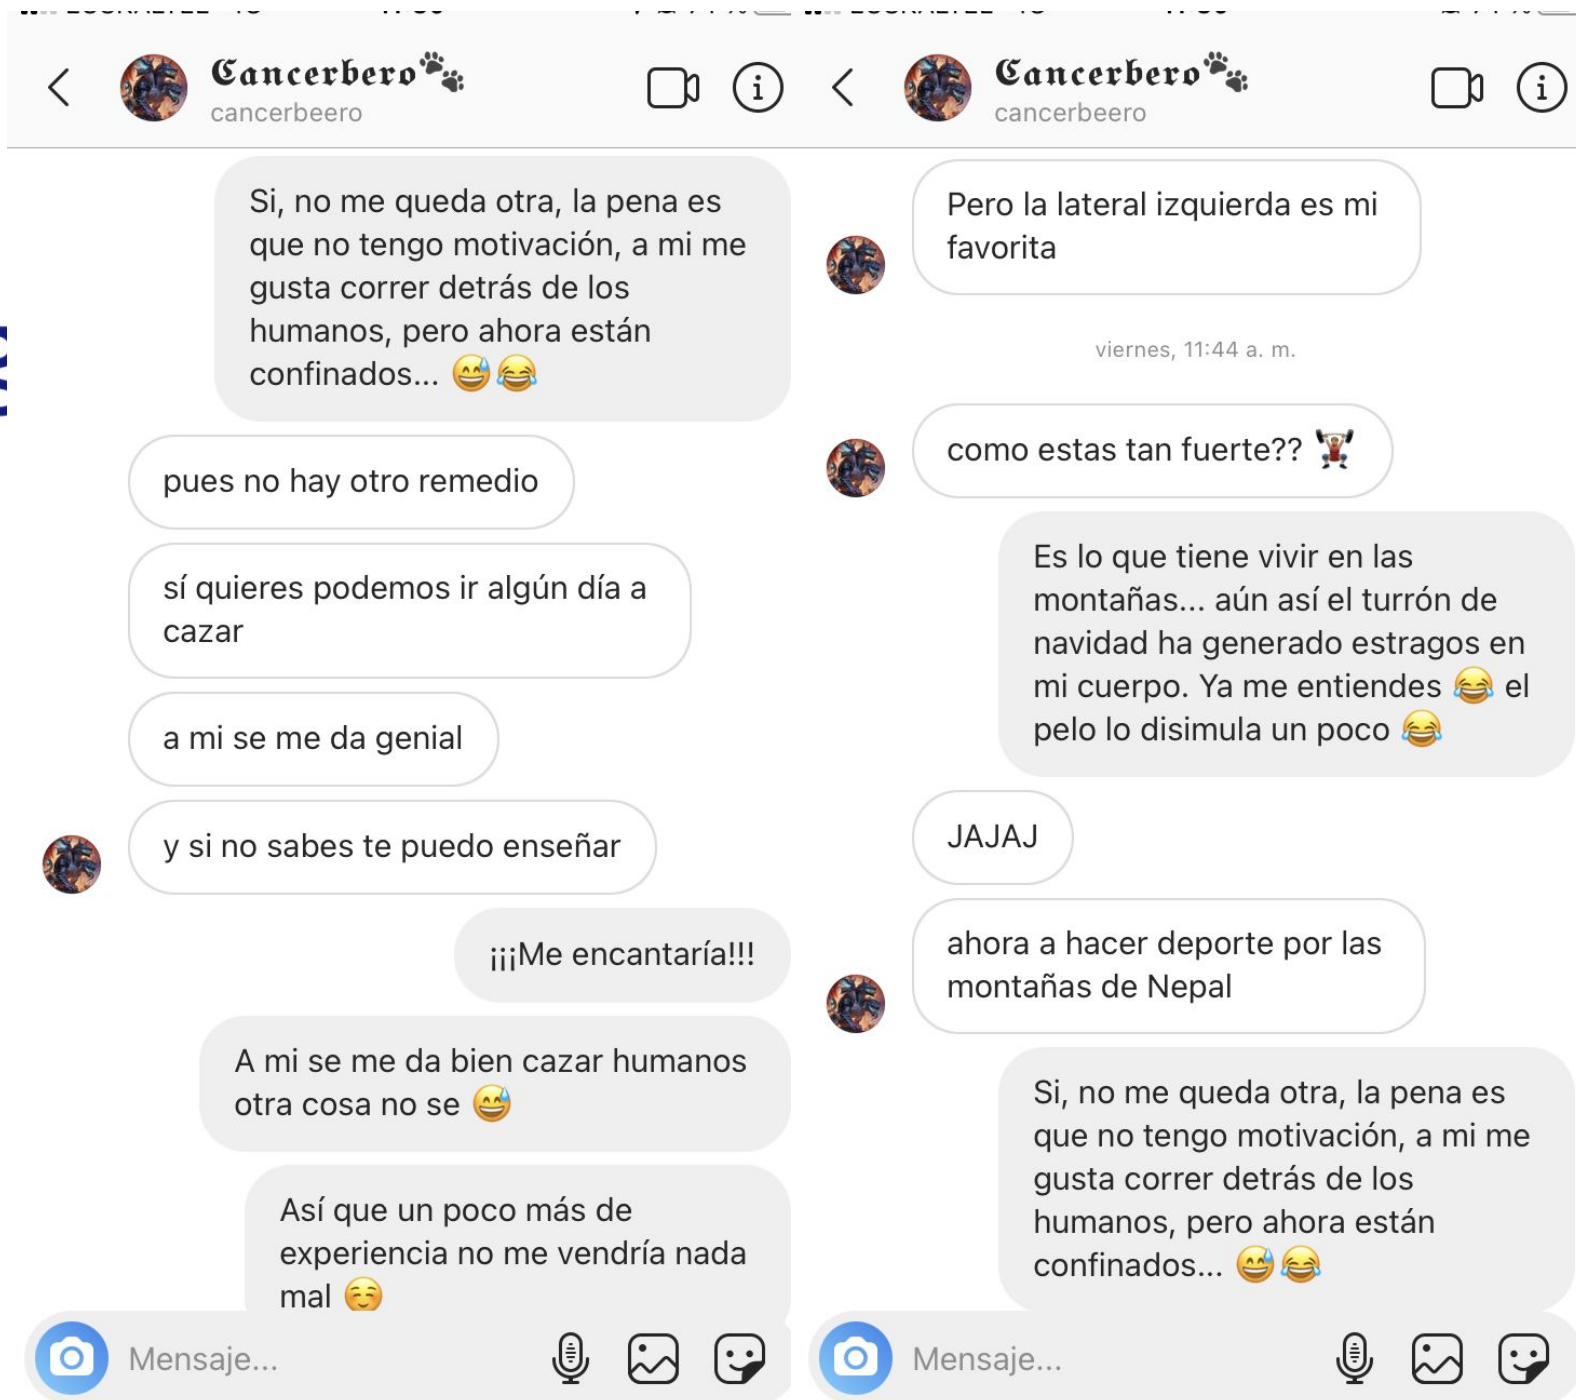 Cancerbero
cancerbeero
Si, no me queda otra, la pena es
que no tengo motivación, a mi me
gusta correr detrás de los
humanos, pero ahora están
confinados... 😅😂
pues no hay otro remedio
sí quieres podemos ir algún día a
cazar
a mi se me da genial
y si no sabes te puedo enseñar
¡¡¡Me encantaría!!!
A mi se me da bien cazar humanos
otra cosa no se 😅
Así que un poco más de
experiencia no me vendría nada
mal ☺️
Mensaje...
Cancerbero
cancerbeero
Pero la lateral izquierda es mi
favorita
viernes, 11:44 a. m.
como estas tan fuerte?? 🏋🏽
Es lo que tiene vivir en las
montañas... aún así el turrón de
navidad ha generado estragos en
mi cuerpo. Ya me entiendes 😂 el
pelo lo disimula un poco 😂
JAJAJ
ahora a hacer deporte por las
montañas de Nepal
Si, no me queda otra, la pena es
que no tengo motivación, a mi me
gusta correr detrás de los
humanos, pero ahora están
confinados... 😅😂
Mensaje...